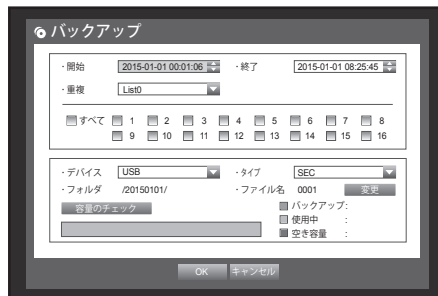 バックアップ
・開始 2015-01-01 00:01:06 ・終了 2015-01-01 08:25:45
・重複 List0
すべて 1 2 3 4 5 6 7 8
9 10 11 12 13 14 15 16
・デバイス USB ・タイプ SEC
・フォルダ /20150101/ ・ファイル名 0001 変更
容量のチェック バックアップ:
使用中 :
空き容量 :
OK キャンセル